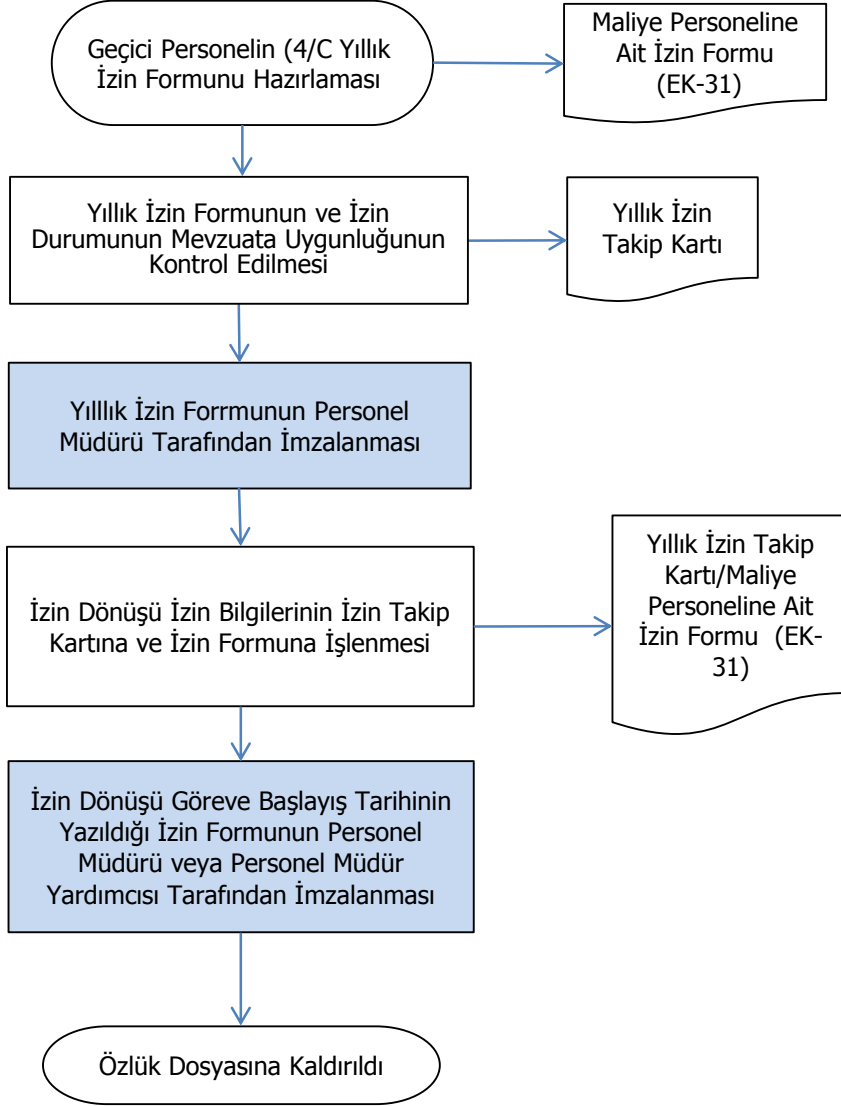 Geçici Personelin (4/C Yıllık
İzin Formunu Hazırlaması
Maliye Personeline
Ait İzin Formu
(EK-31)
Yıllık İzin Formunun ve İzin
Durumunun Mevzuata Uygunluğunun
Kontrol Edilmesi
Yıllık İzin
Takip Kartı
Yılllık İzin Forrmunun Personel
Müdürü Tarafından İmzalanması
İzin Dönüşü İzin Bilgilerinin İzin Takip
Kartına ve İzin Formuna İşlenmesi
Yıllık İzin Takip
Kartı/Maliye
Personeline Ait
İzin Formu (EK-
31)
İzin Dönüşü Göreve Başlayış Tarihinin
Yazıldığı İzin Formunun Personel
Müdürü veya Personel Müdür
Yardımcısı Tarafından İmzalanması
Özlük Dosyasına Kaldırıldı